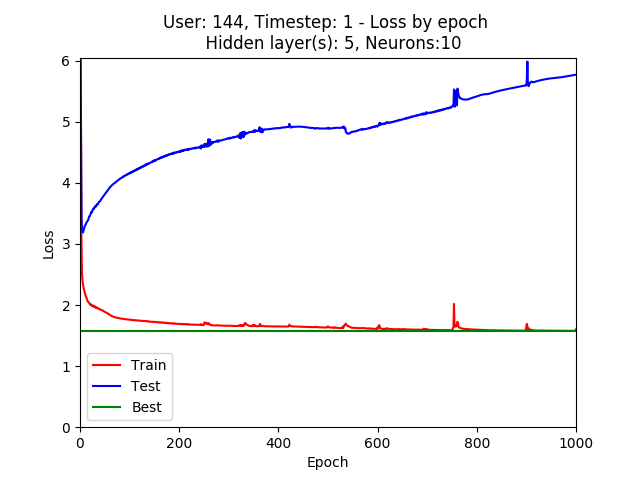 User: 144, Timestep: 1 - Loss by epoch
Hidden layer(s): 5, Neurons:10
6
5
4
3
2
1
0
Loss
Train
Test
Best
0 200 400 600 800 1000
Epoch